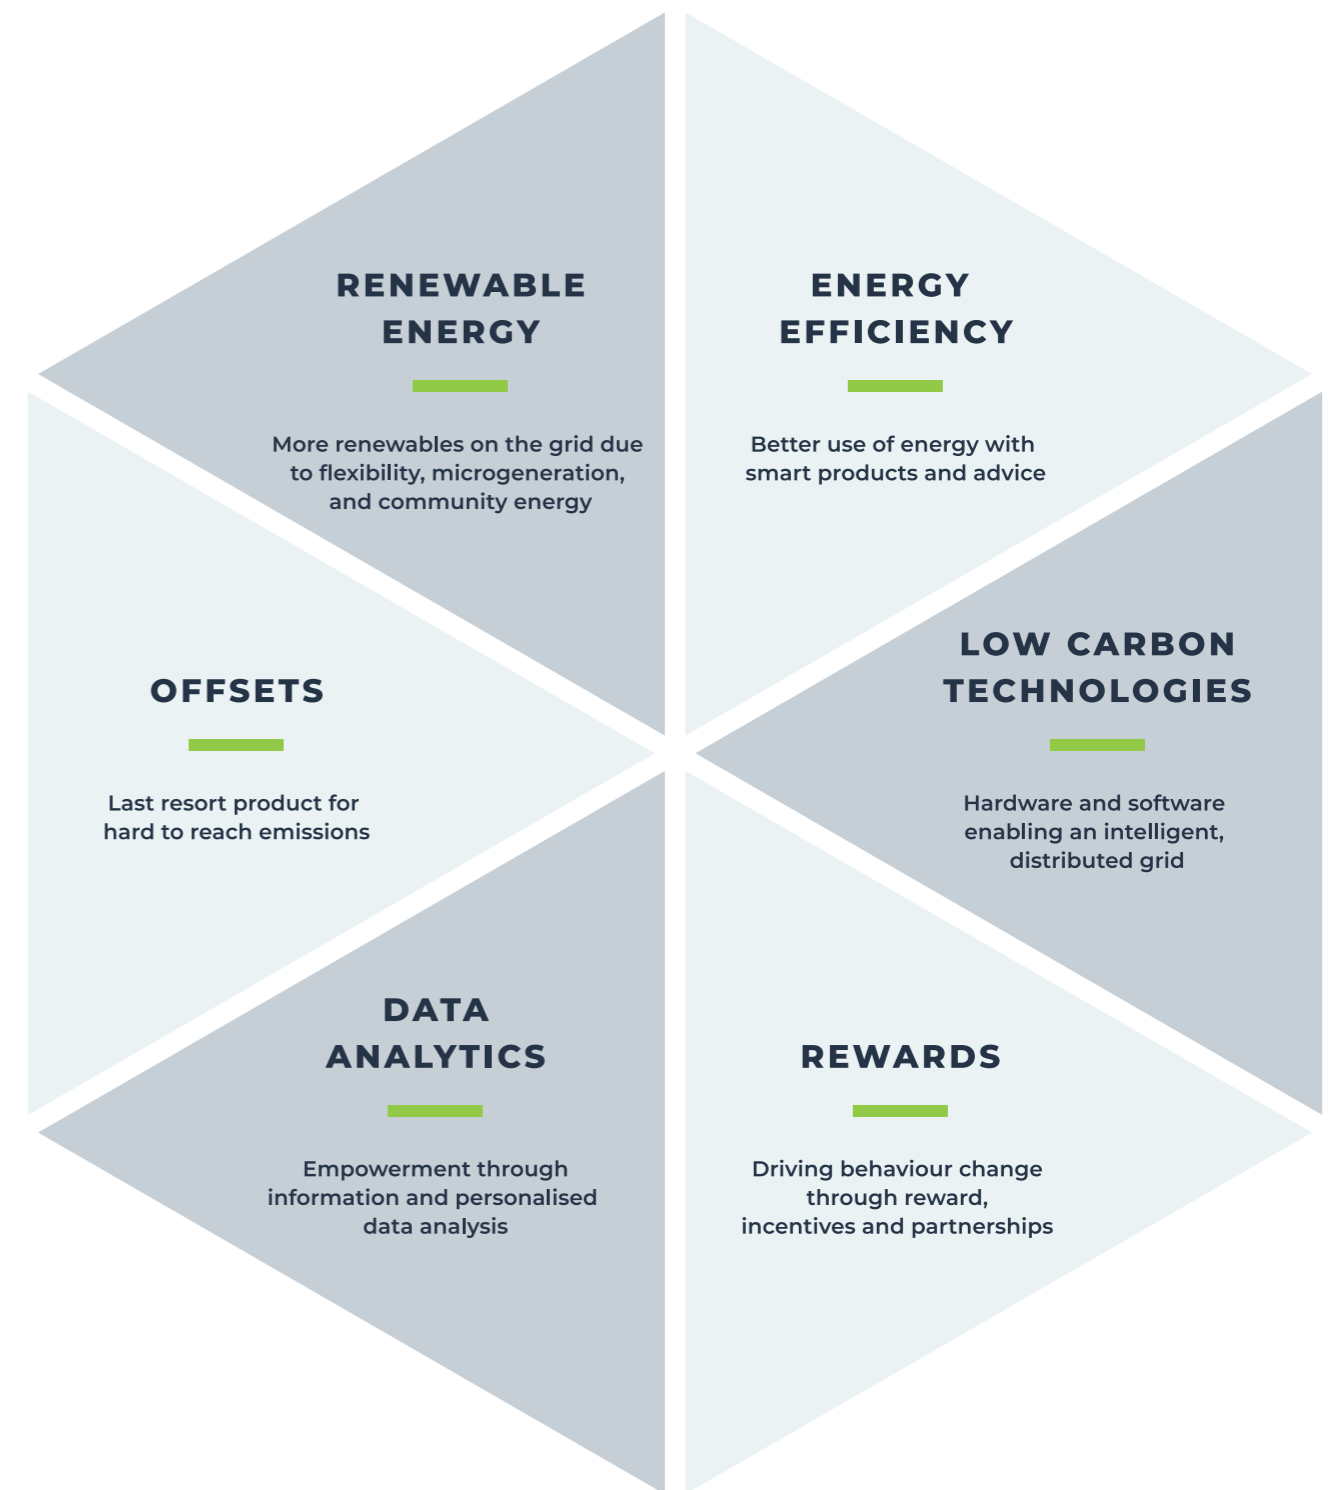 RENEWABLE
ENERGY
More renewables on the grid due
to flexibility, microgeneration,
and community energy
ENERGY
EFFICIENCY
Better use of energy with
smart products and advice
OFFSETS
Last resort product for
hard to reach emissions
LOW CARBON
TECHNOLOGIES
Hardware and software
enabling an intelligent,
distributed grid
DATA
ANALYTICS
Empowerment through
information and personalised
data analysis
REWARDS
Driving behaviour change
through reward,
incentives and partnerships